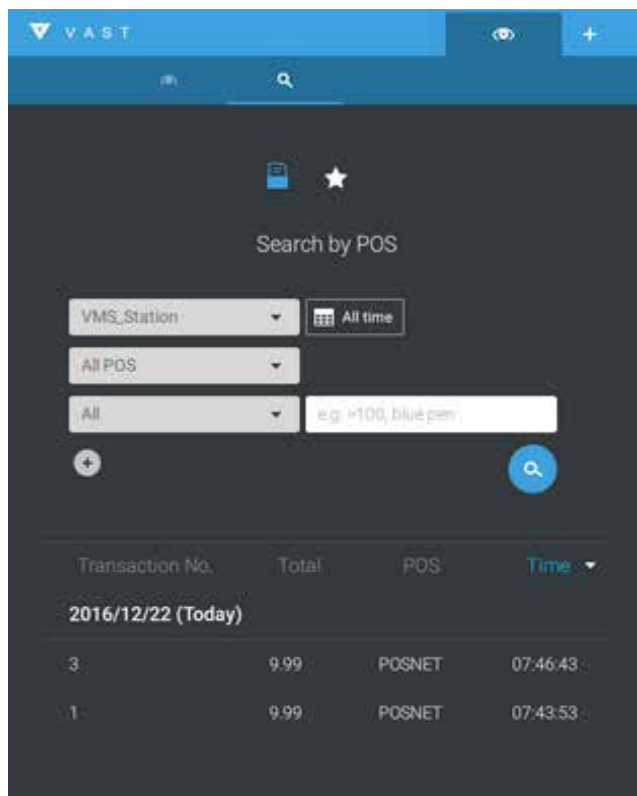 VAST
Search by POS
VMS_Station All time
All POS
All e.g. >100, blue pen
Transaction No. Total POS Time
2016/12/22 (Today)
3 9.99 POSNET 07:46:43
1 9.99 POSNET 07:43:53